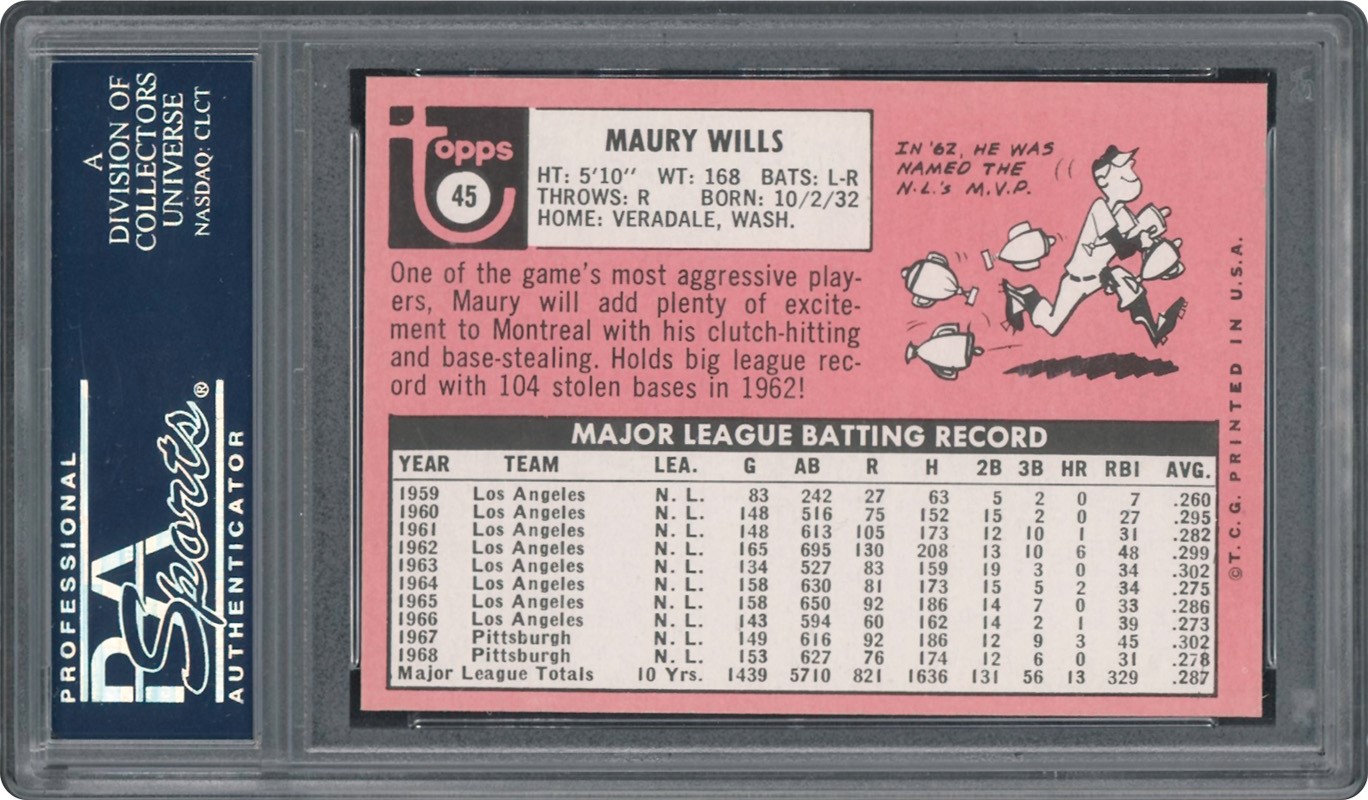 A
DIVISION OF
COLLECTORS
UNIVERSE
NASDAQ: CLCT
PROFESSIONAL
PSA
Sports®
AUTHENTICATOR
topps
45
MAURY WILLS
HT: 5'10" WT: 168 BATS: L-R
THROWS: R BORN: 10/2/32
HOME: VERADALE, WASH.
One of the game's most aggressive play-
ers, Maury will add plenty of excite-
ment to Montreal with his clutch-hitting
and base-stealing. Holds big league rec-
ord with 104 stolen bases in 1962!
IN '62, HE WAS
NAMED THE
N.L.'s M.V.P.
MAJOR LEAGUE BATTING RECORD
YEAR TEAM LEA. G AB R H 2B 3B HR RBI AVG.
1959 Los Angeles N. L. 83 242 27 63 5 2 0 7 .260
1960 Los Angeles N. L. 148 516 75 152 15 2 0 27 .295
1961 Los Angeles N. L. 148 613 105 173 12 10 1 31 .282
1962 Los Angeles N. L. 165 695 130 208 13 10 6 48 .299
1963 Los Angeles N. L. 134 527 83 159 19 3 0 34 .302
1964 Los Angeles N. L. 158 630 81 173 15 5 2 34 .275
1965 Los Angeles N. L. 158 650 92 186 14 7 0 33 .286
1966 Los Angeles N. L. 143 594 60 162 14 2 1 39 .273
1967 Pittsburgh N. L. 149 616 92 186 12 9 3 45 .302
1968 Pittsburgh N. L. 153 627 76 174 12 6 0 31 .278
Major League Totals 10 Yrs. 1439 5710 821 1636 131 56 13 329 .287
©T.C.G. PRINTED IN U.S.A.